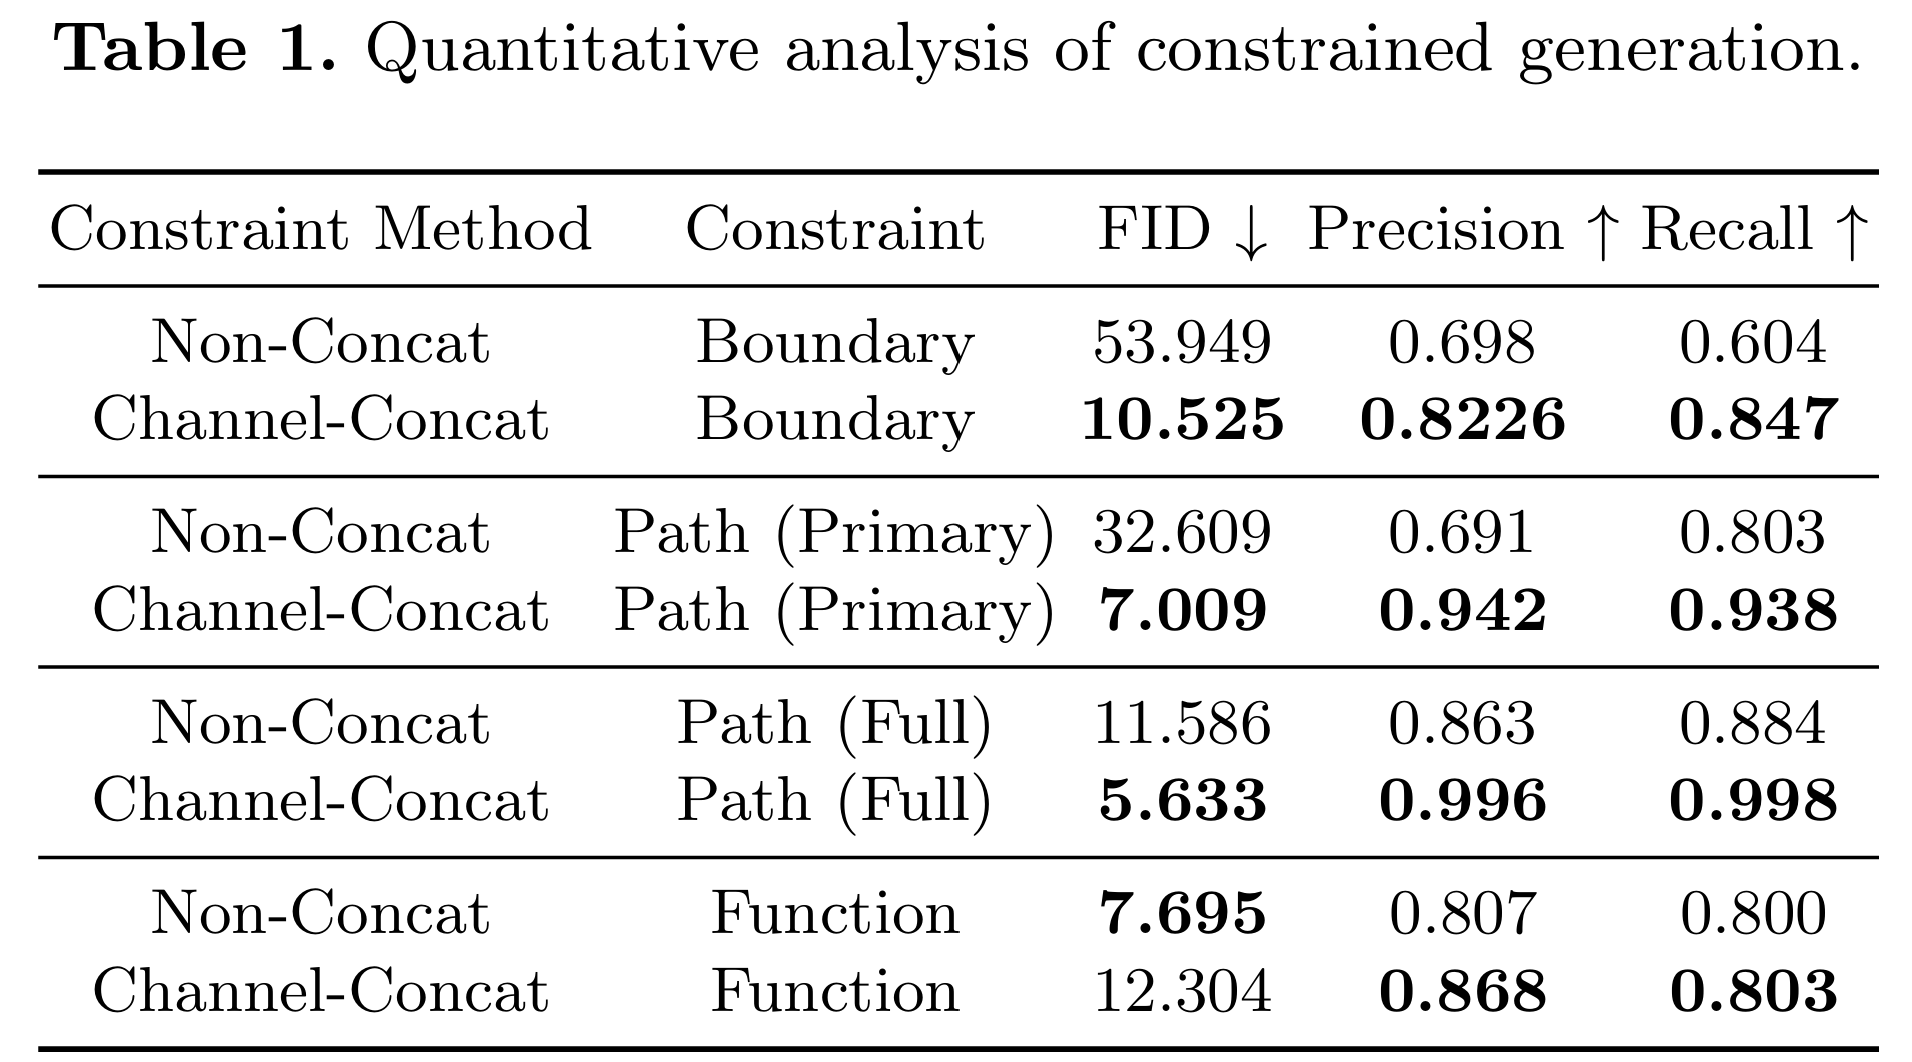 Table 1. Quantitative analysis of constrained generation.
Constraint Method Constraint FID ↓ Precision ↑ Recall ↑
Non-Concat Boundary 53.949 0.698 0.604
Channel-Concat Boundary 10.525 0.8226 0.847
Non-Concat Path (Primary) 32.609 0.691 0.803
Channel-Concat Path (Primary) 7.009 0.942 0.938
Non-Concat Path (Full) 11.586 0.863 0.884
Channel-Concat Path (Full) 5.633 0.996 0.998
Non-Concat Function 7.695 0.807 0.800
Channel-Concat Function 12.304 0.868 0.803